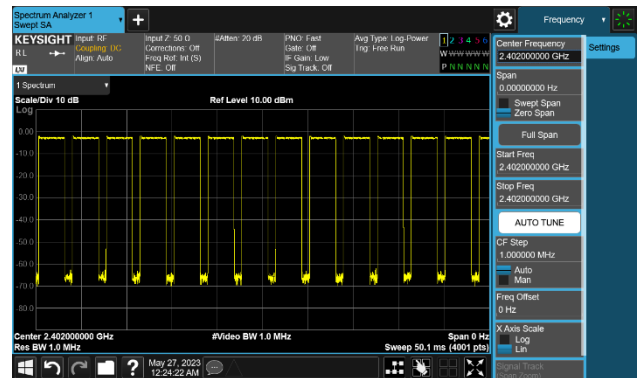 Spectrum Analyzer 1
Swept SA
+
Frequency
KEYSIGHT
RL
Input: RF
Coupling: DC
Align: Auto
Input Z: 50 Ω
Corrections: Off
Freq Ref: Int (S)
NFE: Off
#Atten: 20 dB
PNO: Fast
Gate: Off
IF Gain: Low
Sig Track: Off
Avg Type: Log-Power
Trig: Free Run
1 2 3 4 5 6
W W W W W W
P N N N N N
LXI
1 Spectrum
Scale/Div 10 dB
Ref Level 10.00 dBm
Log
0.00
-10.0
-20.0
-30.0
-40.0
-50.0
-60.0
-70.0
-80.0
Center 2.402000000 GHz
Res BW 1.0 MHz
#Video BW 1.0 MHz
Span 0 Hz
Sweep 50.1 ms (4001 pts)
Center Frequency
2.402000000 GHz
Settings
Span
0.00000000 Hz
Swept Span
Zero Span
Full Span
Start Freq
2.402000000 GHz
Stop Freq
2.402000000 GHz
AUTO TUNE
CF Step
1.000000 MHz
Auto
Man
Freq Offset
0 Hz
X Axis Scale
Log
Lin
Signal Track
(Span Zoom)
?
May 27, 2023
12:24:22 AM